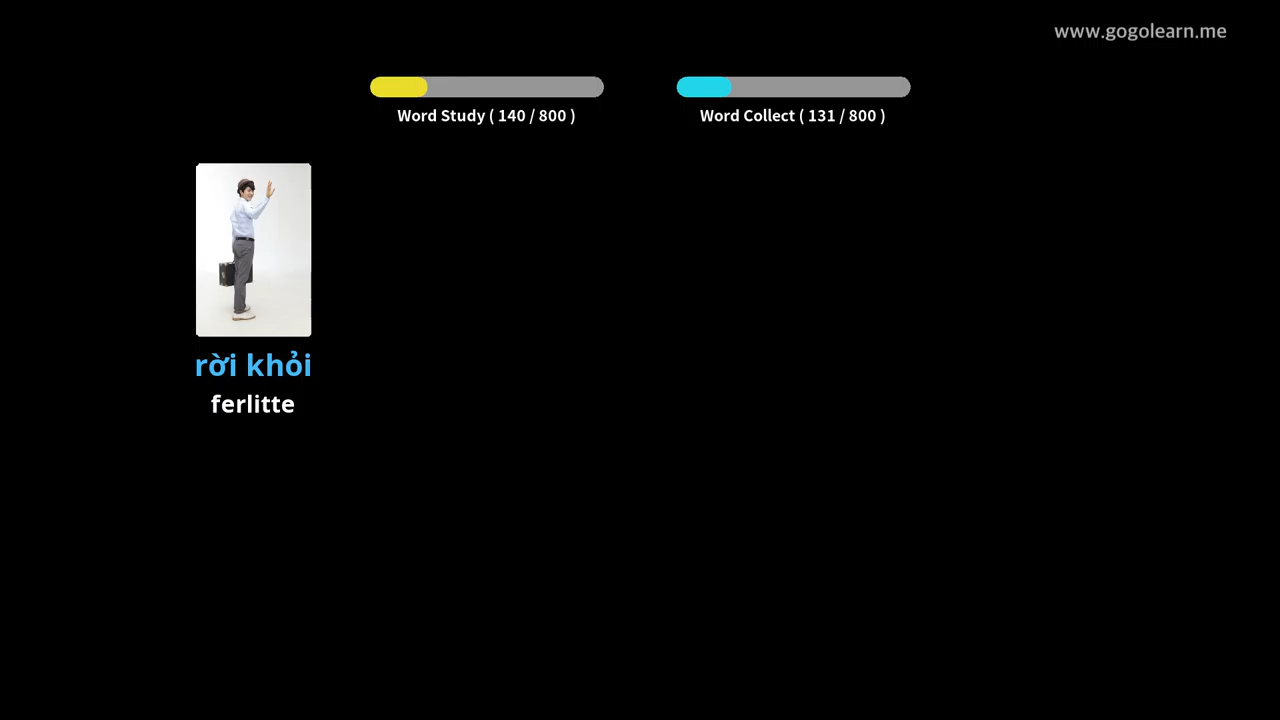 www.gogolearn.me
Word Study ( 140 / 800 )
Word Collect ( 131 / 800 )
rời khỏi
ferlitte